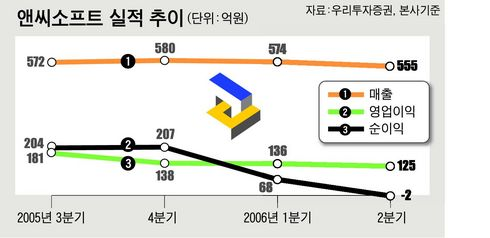 앤씨소프트 실적 추이(단위:억원)
자료:우리투자증권, 본사기준
572
1
580
574
555
1 매출
2 영업이익
3 순이익
204
2
207
181
3
138
136
125
68
-2
2005년 3분기
4분기
2006년 1분기
2분기